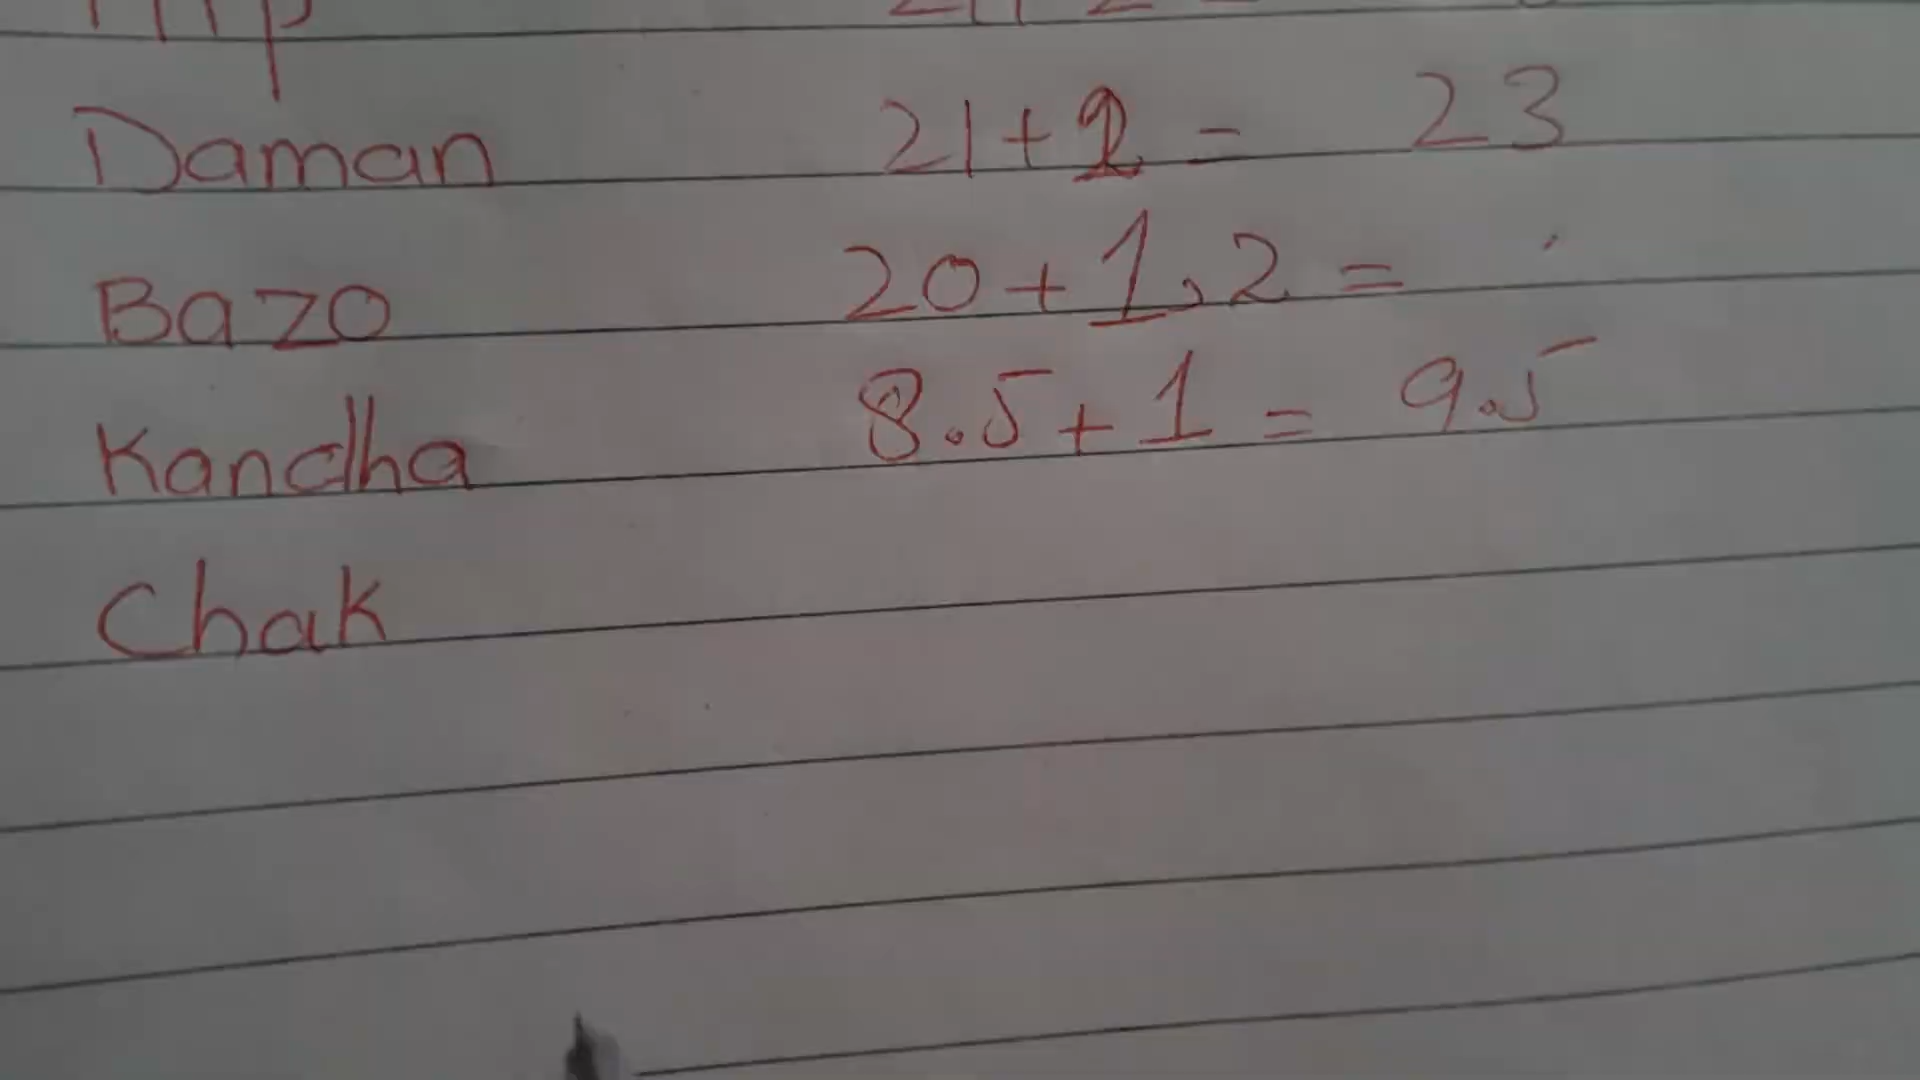 Daman 21+2 = 23
Bazo 20+1,2 =
Kandha 8.5+1 = 9.5
Chak